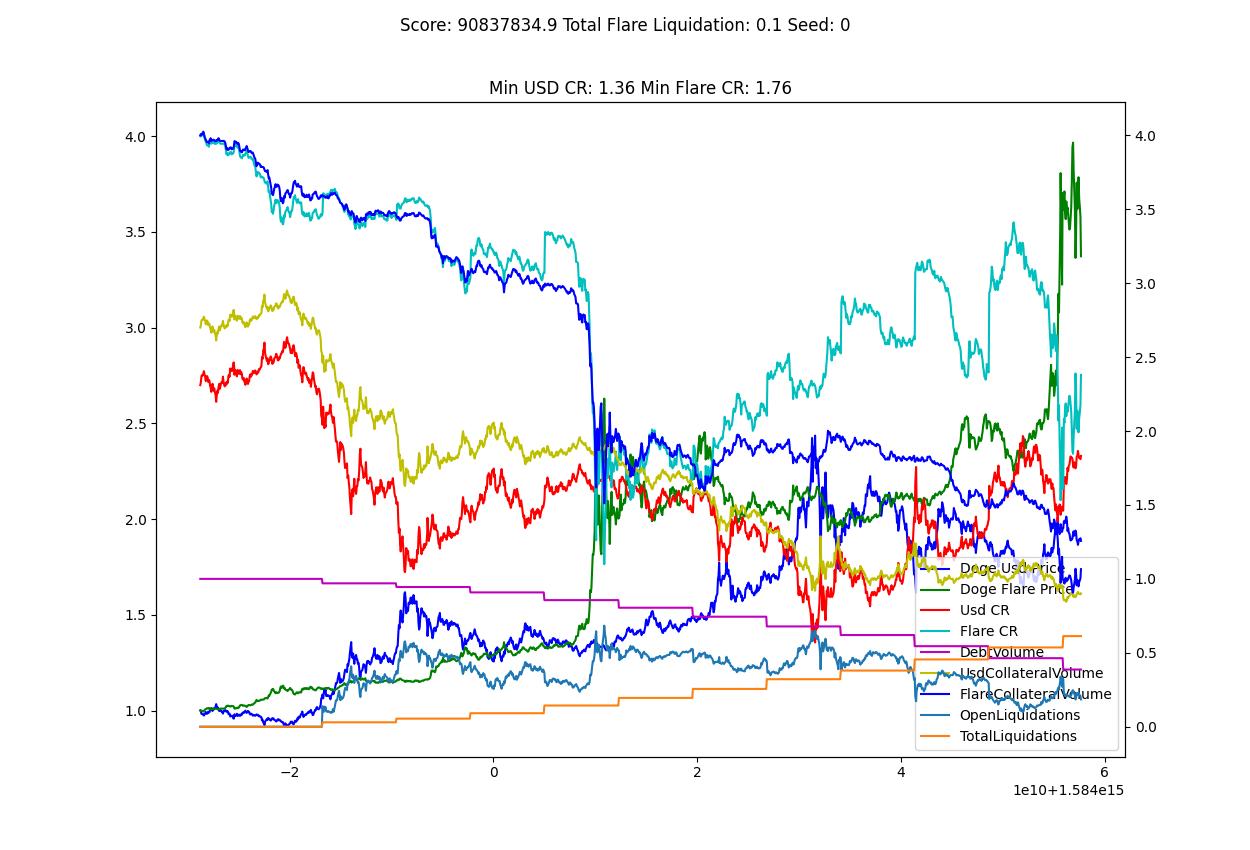 Score: 90837834.9 Total Flare Liquidation: 0.1 Seed: 0
Min USD CR: 1.36 Min Flare CR: 1.76
4.0
3.5
3.0
2.5
2.0
1.5
1.0
4.0
3.5
3.0
2.5
2.0
1.5
1.0
0.5
0.0
Doge Usd Price
Doge Flare Price
Usd CR
Flare CR
DebtVolume
UsdCollateralVolume
FlareCollateralVolume
OpenLiquidations
TotalLiquidations
−2 0 2 4 6
1e10+1.584e15